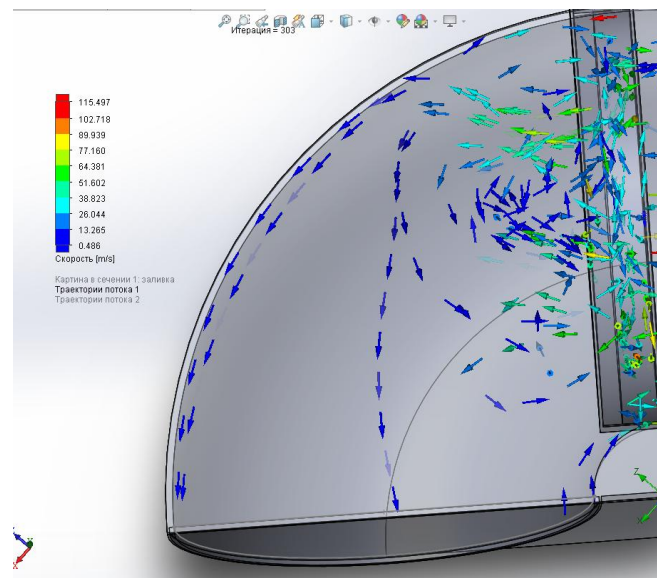 Итерация = 303
115.497
102.718
89.939
77.160
64.381
51.602
38.823
26.044
13.265
0.486
Скорость [m/s]
Картина в сечении 1: заливка
Траектории потока 1
Траектории потока 2
Z
X
X